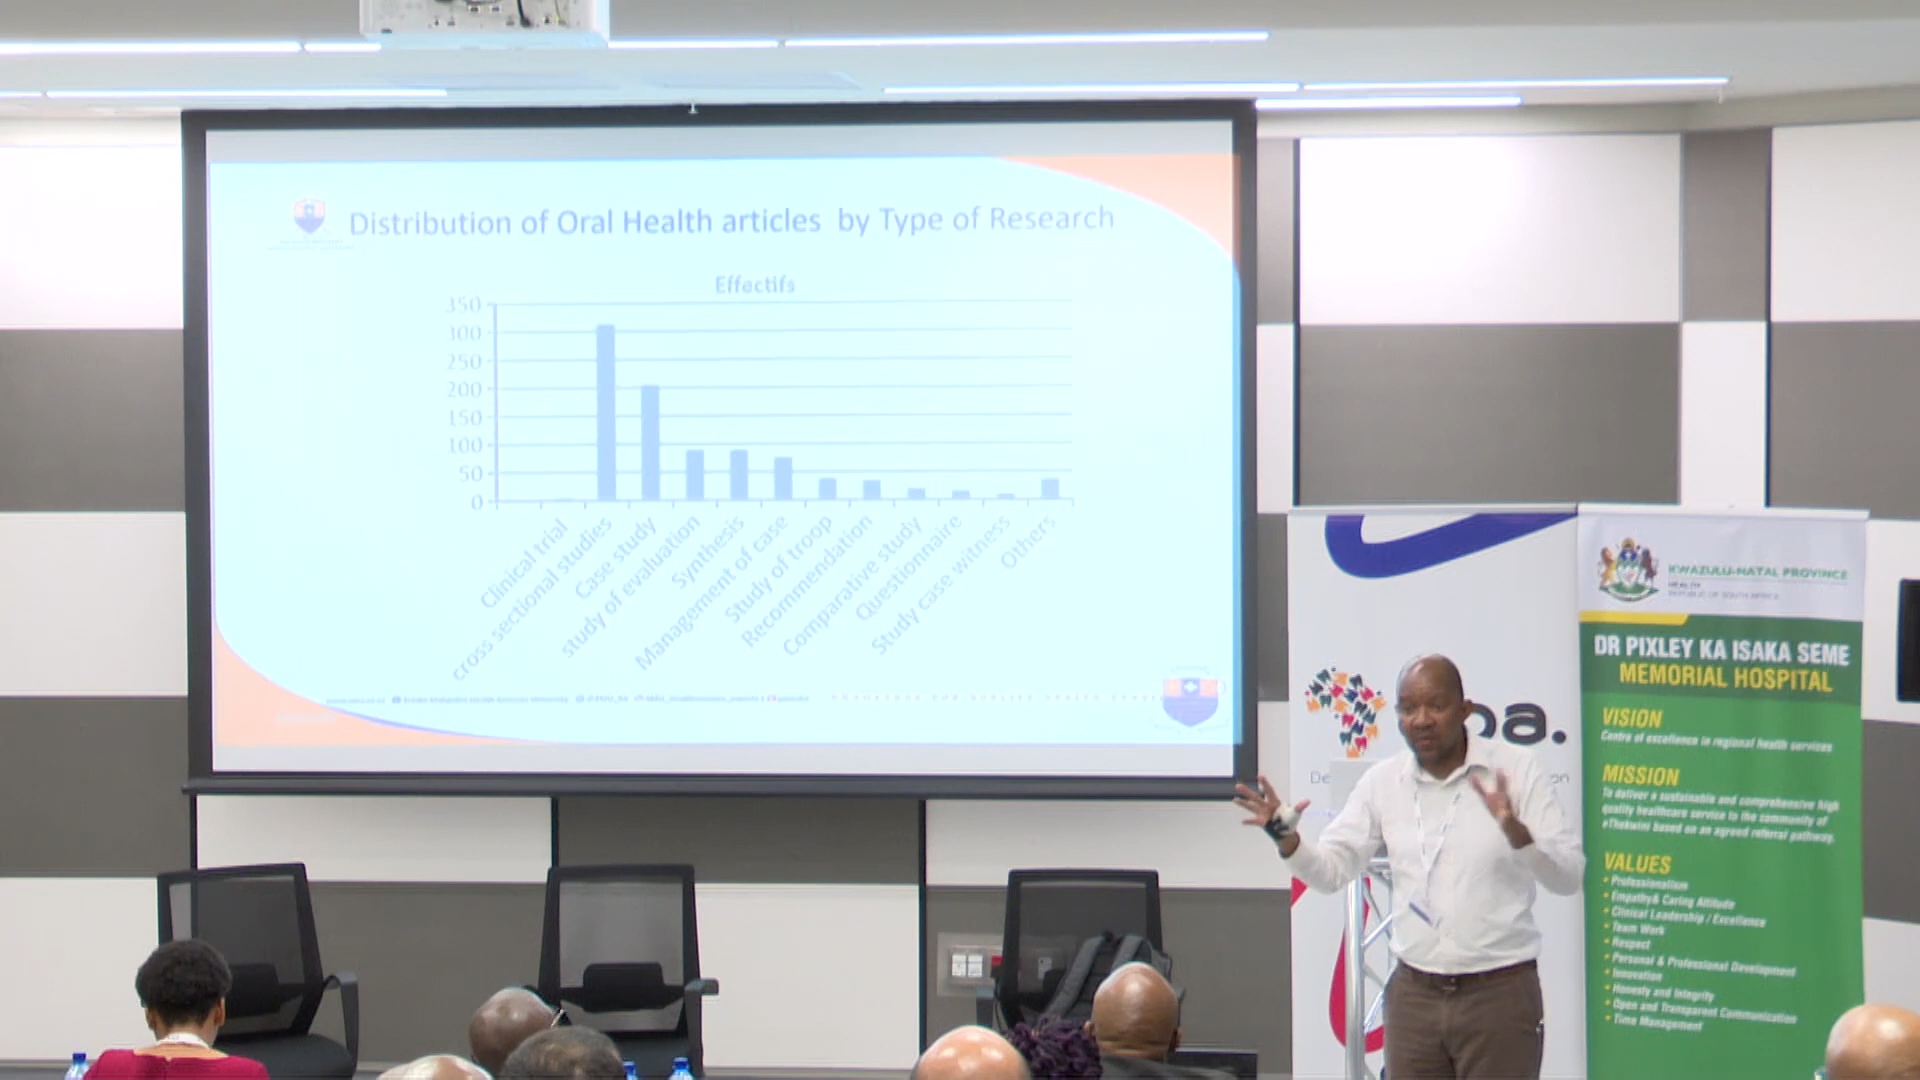 Distribution of Oral Health articles by Type of Research
Effectifs
350
300
250
200
150
100
50
0
Clinical trial
cross sectional studies
Case study
study of evaluation
Synthesis
Management of case
Study of troop
Recommendation
Comparative study
Questionnaire
Study case witness
Others
KWAZULU-NATAL PROVINCE
HEALTH
REPUBLIC OF SOUTH AFRICA
DR PIXLEY KA ISAKA SEME
MEMORIAL HOSPITAL
VISION
Centre of excellence in regional health services
MISSION
To deliver a sustainable and comprehensive high
quality healthcare service to the community of
eThekwini based on an agreed referral pathway.
VALUES
• Professionalism
• Empathy& Caring Attitude
• Clinical Leadership / Excellence
• Team Work
• Respect
• Personal & Professional Development
• Innovation
• Honesty and Integrity
• Open and Transparent Communication
• Time Management